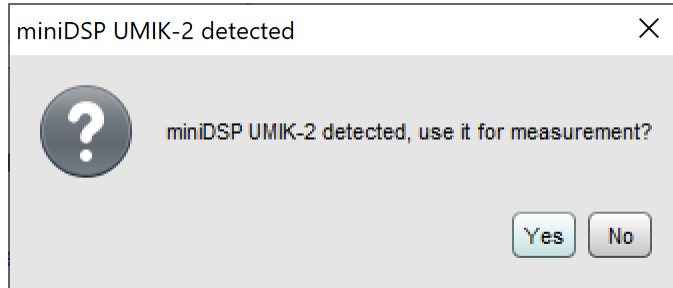 miniDSP UMIK-2 detected
miniDSP UMIK-2 detected, use it for measurement?
Yes No